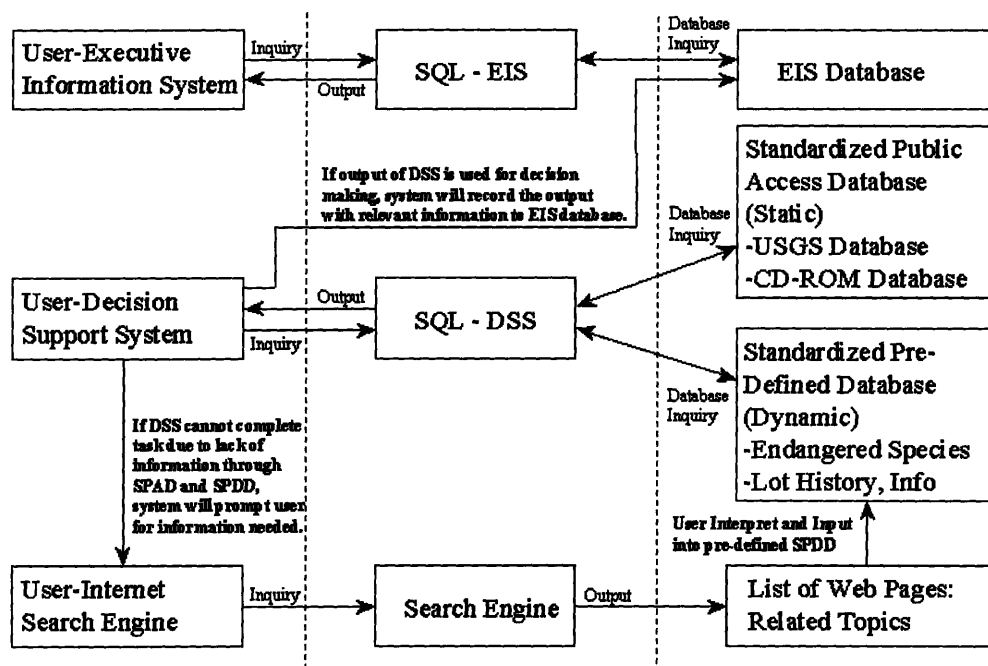 User-Executive
Information System
Inquiry
Output
SQL - EIS
Database
Inquiry
EIS Database
If output of DSS is used for decision
making, system will record the output
with relevant information to EIS database.
Standardized Public
Access Database
(Static)
-USGS Database
-CD-ROM Database
Database
Inquiry
User-Decision
Support System
Output
Inquiry
SQL - DSS
Database
Inquiry
Standardized Pre-
Defined Database
(Dynamic)
-Endangered Species
-Lot History, Info
If DSS cannot complete
task due to lack of
information through
SPAD and SPDD,
system will prompt user
for information needed.
User Interpret and Input
into pre-defined SPDD
User-Internet
Search Engine
Inquiry
Search Engine
Output
List of Web Pages:
Related Topics